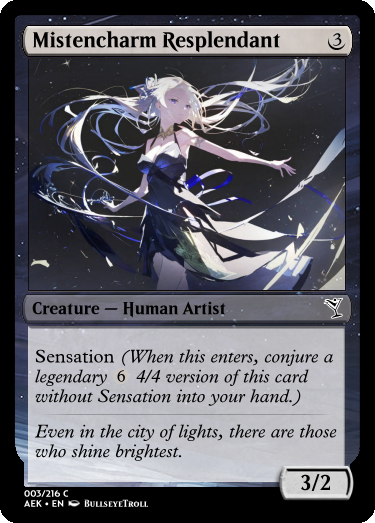 Mistencharm Resplendant 3
Creature — Human Artist
Sensation (When this enters, conjure a
legendary 6 4/4 version of this card
without Sensation into your hand.)
Even in the city of lights, there are those
who shine brightest.
3/2
003/216 C
AEK • EN BullseyeTroll